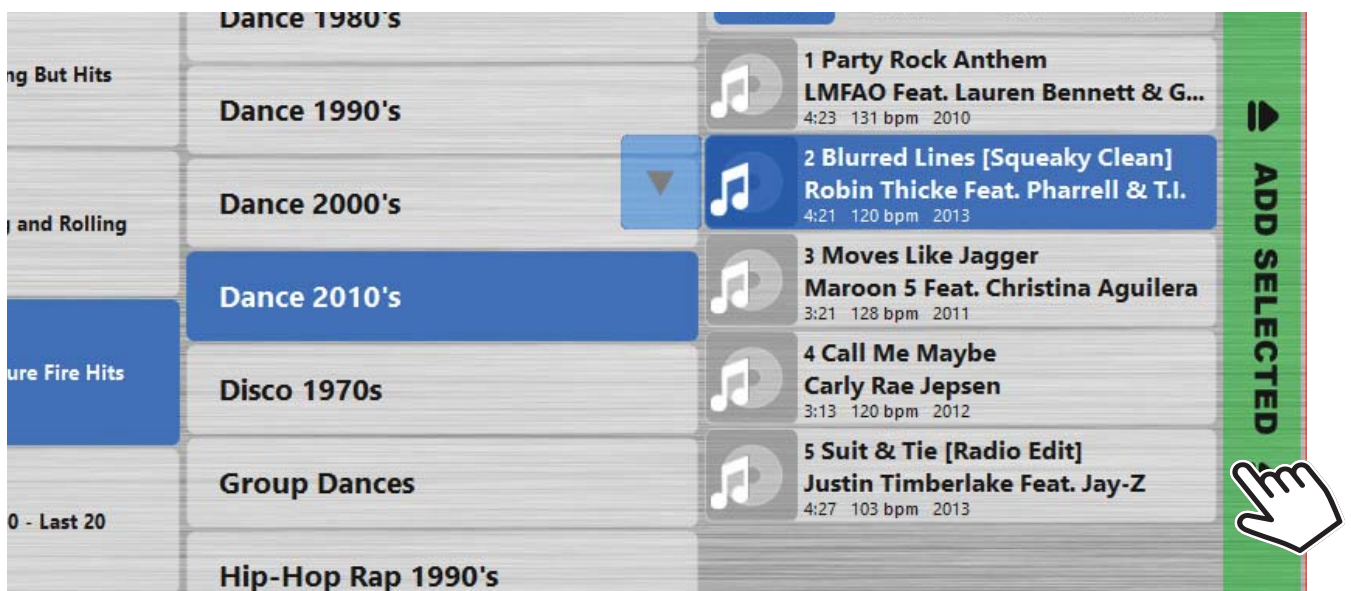 ng But Hits
and Rolling
ure Fire Hits
0 - Last 20
Dance 1980's
Dance 1990's
Dance 2000's
Dance 2010's
Disco 1970s
Group Dances
Hip-Hop Rap 1990's
1 Party Rock Anthem
LMFAO Feat. Lauren Bennett & G...
4:23 131 bpm 2010
2 Blurred Lines [Squeaky Clean]
Robin Thicke Feat. Pharrell & T.I.
4:21 120 bpm 2013
3 Moves Like Jagger
Maroon 5 Feat. Christina Aguilera
3:21 128 bpm 2011
4 Call Me Maybe
Carly Rae Jepsen
3:13 120 bpm 2012
5 Suit & Tie [Radio Edit]
Justin Timberlake Feat. Jay-Z
4:27 103 bpm 2013
ADD SELECTED